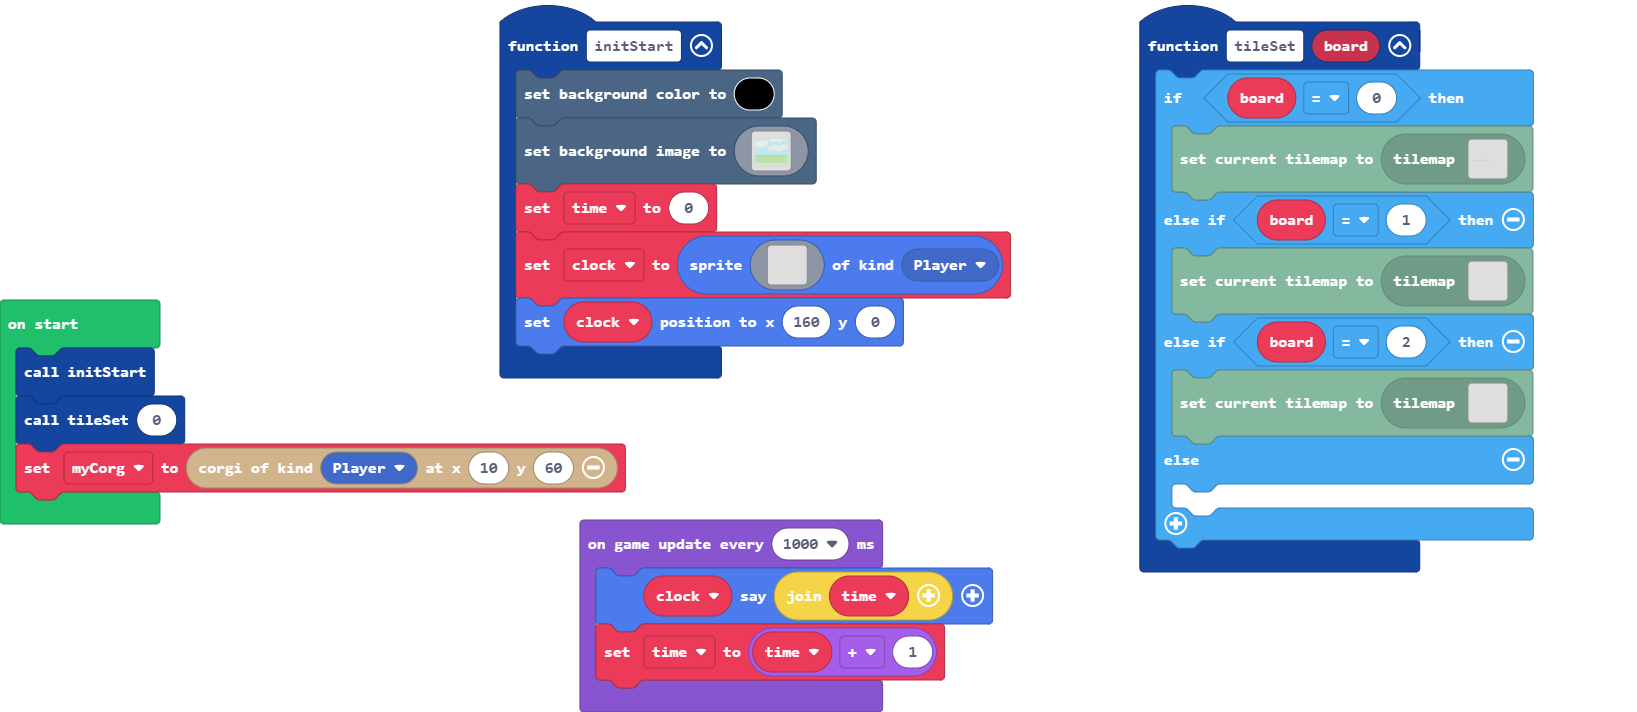 function initStart
set background color to
set background image to
set time to 0
set clock to sprite of kind Player
set clock position to x 160 y 0
on start
call initStart
call tileSet 0
set myCorg to corgi of kind Player at x 10 y 60
on game update every 1000 ms
clock say join time
set time to time + 1
function tileSet board
if board = 0 then
set current tilemap to tilemap
else if board = 1 then
set current tilemap to tilemap
else if board = 2 then
set current tilemap to tilemap
else